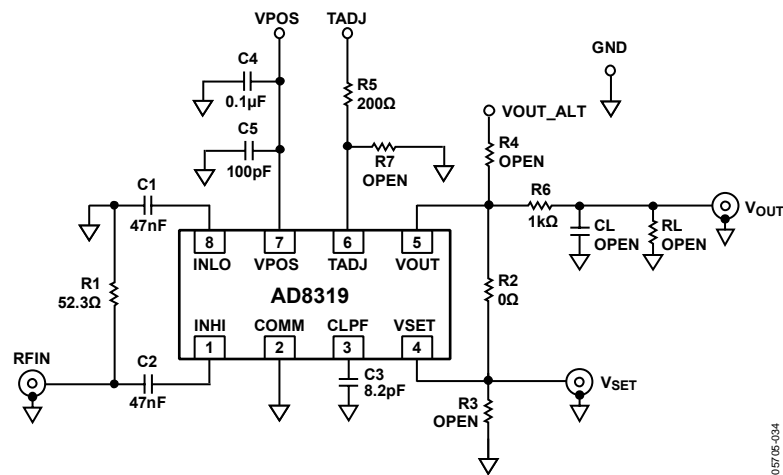 VPOS
TADJ
GND
C4
0.1µF
R5
200Ω
VOUT_ALT
C5
100pF
R7
OPEN
R4
OPEN
R6
1kΩ
VOUT
C1
47nF
CL
OPEN
RL
OPEN
8
7
6
5
INLO
VPOS
TADJ
VOUT
R1
52.3Ω
AD8319
R2
0Ω
INHI
COMM
CLPF
VSET
1
2
3
4
RFIN
C2
47nF
C3
8.2pF
VSET
R3
OPEN
05705-034